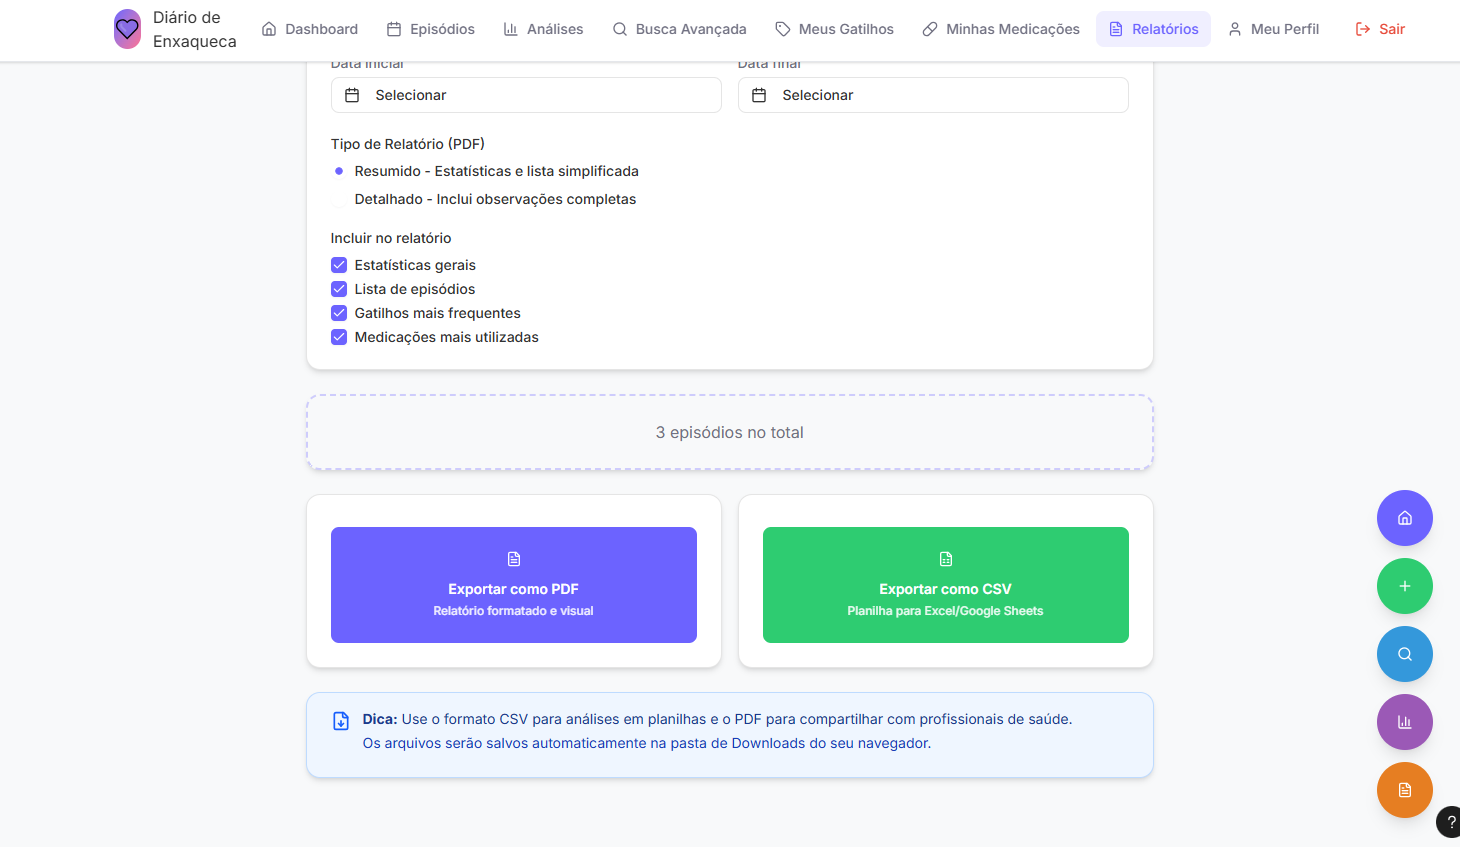 Diário de
Enxaqueca
Dashboard
Episódios
Análises
Busca Avançada
Meus Gatilhos
Minhas Medicações
Relatórios
Meu Perfil
Sair
Data inicial
Data final
Selecionar
Selecionar
Tipo de Relatório (PDF)
Resumido - Estatísticas e lista simplificada
Detalhado - Inclui observações completas
Incluir no relatório
Estatísticas gerais
Lista de episódios
Gatilhos mais frequentes
Medicações mais utilizadas
3 episódios no total
Exportar como PDF
Relatório formatado e visual
Exportar como CSV
Planilha para Excel/Google Sheets
Dica: Use o formato CSV para análises em planilhas e o PDF para compartilhar com profissionais de saúde.
Os arquivos serão salvos automaticamente na pasta de Downloads do seu navegador.
?